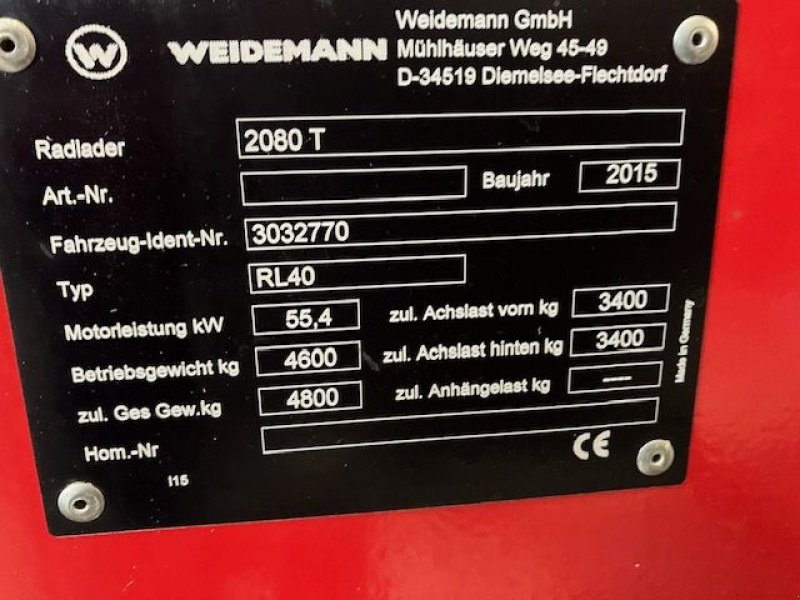 Weidemann GmbH
W WEIDEMANN Mühlhäuser Weg 45-49
D-34519 Diemelsee-Flechtdorf
Radlader 2080 T
Art.-Nr. Baujahr 2015
Fahrzeug-Ident-Nr. 3032770
Typ RL40
Motorleistung kW 55,4 zul. Achslast vorn kg 3400
Betriebsgewicht kg 4600 zul. Achslast hinten kg 3400
zul. Ges Gew.kg 4800 zul. Anhängelast kg ----
Hom.-Nr
CE
I15
Made in Germany